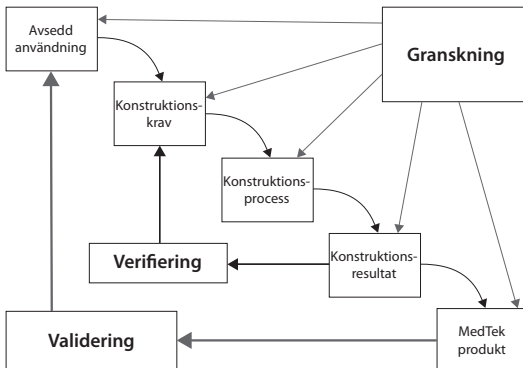 Avsedd
användning
Granskning
Konstruktions-
krav
Konstruktions-
process
Verifiering
Konstruktions-
resultat
Validering
MedTek
produkt